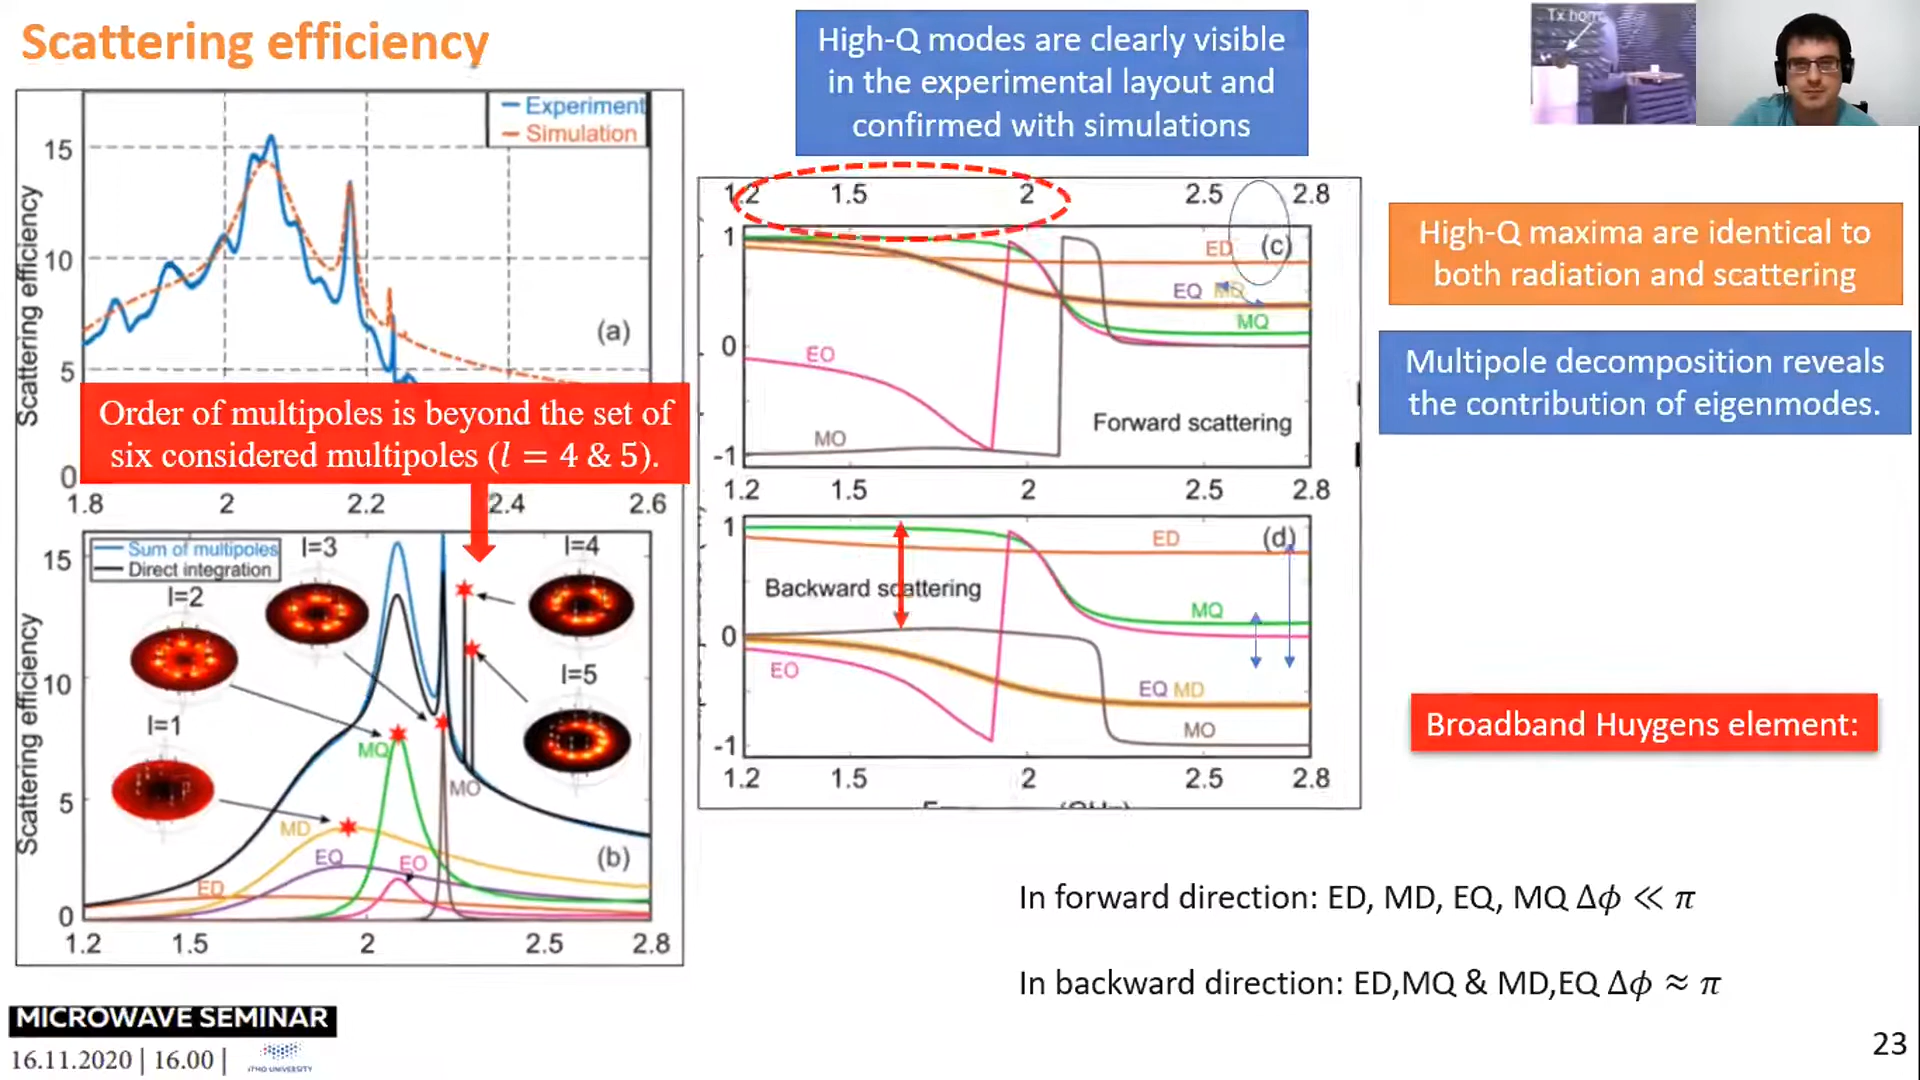 Scattering efficiency
High-Q modes are clearly visible
in the experimental layout and
confirmed with simulations
Tx horn
Experiment
Simulation
15
10
5
0
Scattering efficiency
(a)
1.8 2 2.2 2.4 2.6
Order of multipoles is beyond the set of
six considered multipoles (l = 4 & 5).
Sum of multipoles
Direct integration
l=3
l=4
l=2
l=5
l=1
15
10
5
0
Scattering efficiency
MQ
MO
MD
EQ
EO
ED
(b)
1.2 1.5 2 2.5 2.8
1.2 1.5 2 2.5 2.8
1
0
-1
ED
(c)
EQ MD
MQ
EO
MO
Forward scattering
1.2 1.5 2 2.5 2.8
1
0
-1
ED
(d)
Backward scattering
MQ
EO
EQ MD
MO
1.2 1.5 2 2.5 2.8
High-Q maxima are identical to
both radiation and scattering
Multipole decomposition reveals
the contribution of eigenmodes.
Broadband Huygens element:
In forward direction: ED, MD, EQ, MQ Δϕ ≪ π
In backward direction: ED,MQ & MD,EQ Δϕ ≈ π
MICROWAVE SEMINAR
16.11.2020 | 16.00 |
ITMO UNIVERSITY
23